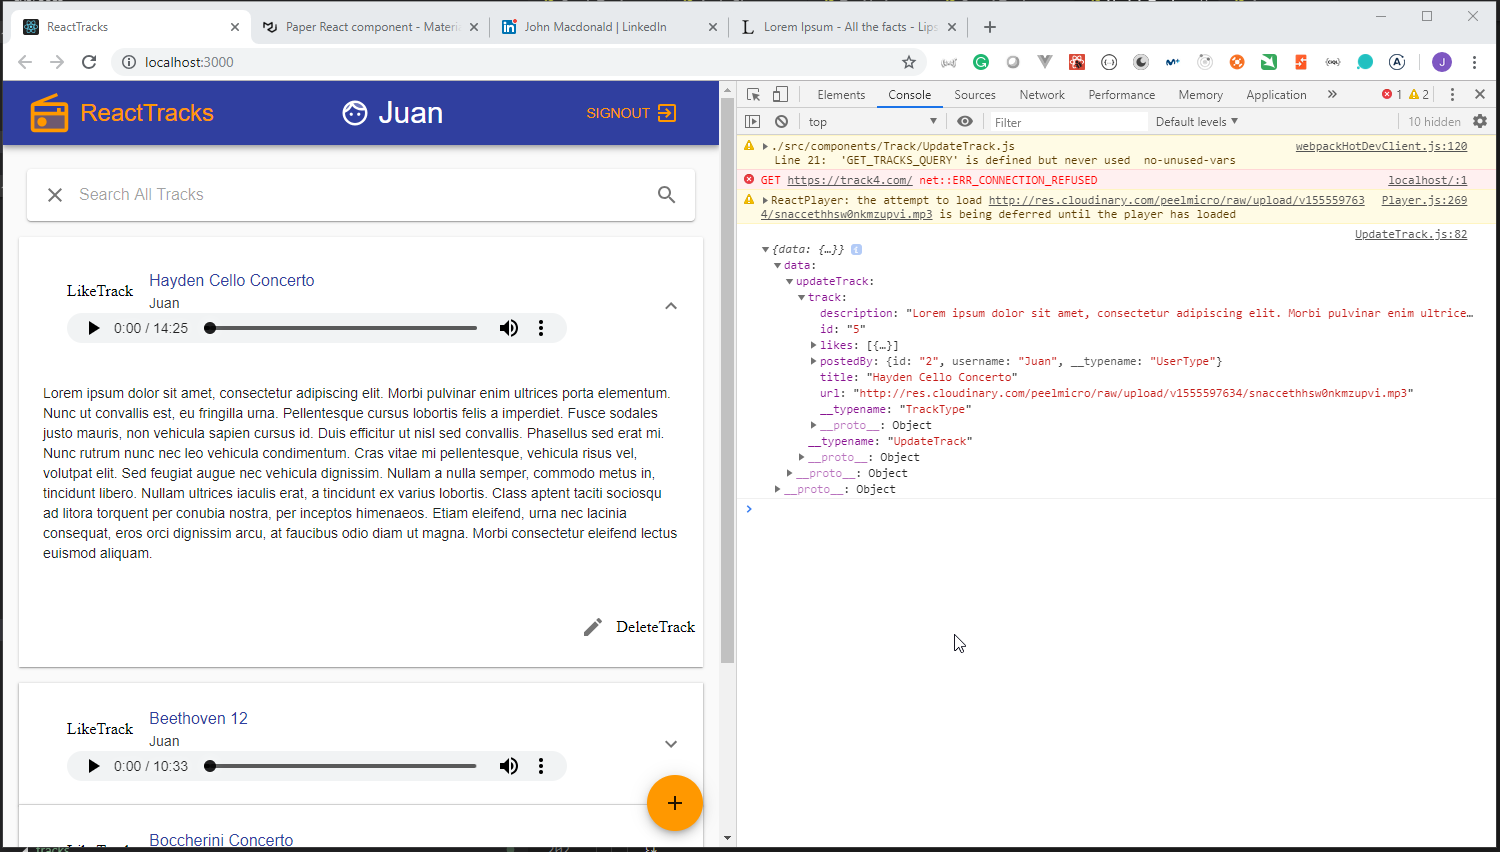 ReactTracks
Paper React component - Materi
John Macdonald | LinkedIn
Lorem Ipsum - All the facts - Lips
localhost:3000
ReactTracks
Juan
SIGNOUT
Search All Tracks
LikeTrack
Hayden Cello Concerto
Juan
0:00 / 14:25
Lorem ipsum dolor sit amet, consectetur adipiscing elit. Morbi pulvinar enim ultrices porta elementum.
Nunc ut convallis est, eu fringilla urna. Pellentesque cursus lobortis felis a imperdiet. Fusce sodales
justo mauris, non vehicula sapien cursus id. Duis efficitur ut nisl sed convallis. Phasellus sed erat mi.
Nunc rutrum nunc nec leo vehicula condimentum. Cras vitae mi pellentesque, vehicula risus vel,
volutpat elit. Sed feugiat augue nec vehicula dignissim. Nullam a nulla semper, commodo metus in,
tincidunt libero. Nullam ultrices iaculis erat, a tincidunt ex varius lobortis. Class aptent taciti sociosqu
ad litora torquent per conubia nostra, per inceptos himenaeos. Etiam eleifend, urna nec lacinia
consequat, eros orci dignissim arcu, at faucibus odio diam ut magna. Morbi consectetur eleifend lectus
euismod aliquam.
DeleteTrack
LikeTrack
Beethoven 12
Juan
0:00 / 10:33
Boccherini Concerto
Elements Console Sources Network Performance Memory Application » 1 2
top Filter Default levels 10 hidden
./src/components/Track/UpdateTrack.js webpackHotDevClient.js:120
Line 21: 'GET_TRACKS_QUERY' is defined but never used no-unused-vars
GET https://track4.com/ net::ERR_CONNECTION_REFUSED localhost/:1
ReactPlayer: the attempt to load http://res.cloudinary.com/peelmicro/raw/upload/v155559763 Player.js:269
4/snaccethhsw0nkmzupvi.mp3 is being deferred until the player has loaded
UpdateTrack.js:82
{data: {…}}
data:
updateTrack:
track:
description: "Lorem ipsum dolor sit amet, consectetur adipiscing elit. Morbi pulvinar enim ultrice…
id: "5"
likes: [{…}]
postedBy: {id: "2", username: "Juan", __typename: "UserType"}
title: "Hayden Cello Concerto"
url: "http://res.cloudinary.com/peelmicro/raw/upload/v1555597634/snaccethhsw0nkmzupvi.mp3"
__typename: "TrackType"
__proto__: Object
__typename: "UpdateTrack"
__proto__: Object
__proto__: Object
__proto__: Object